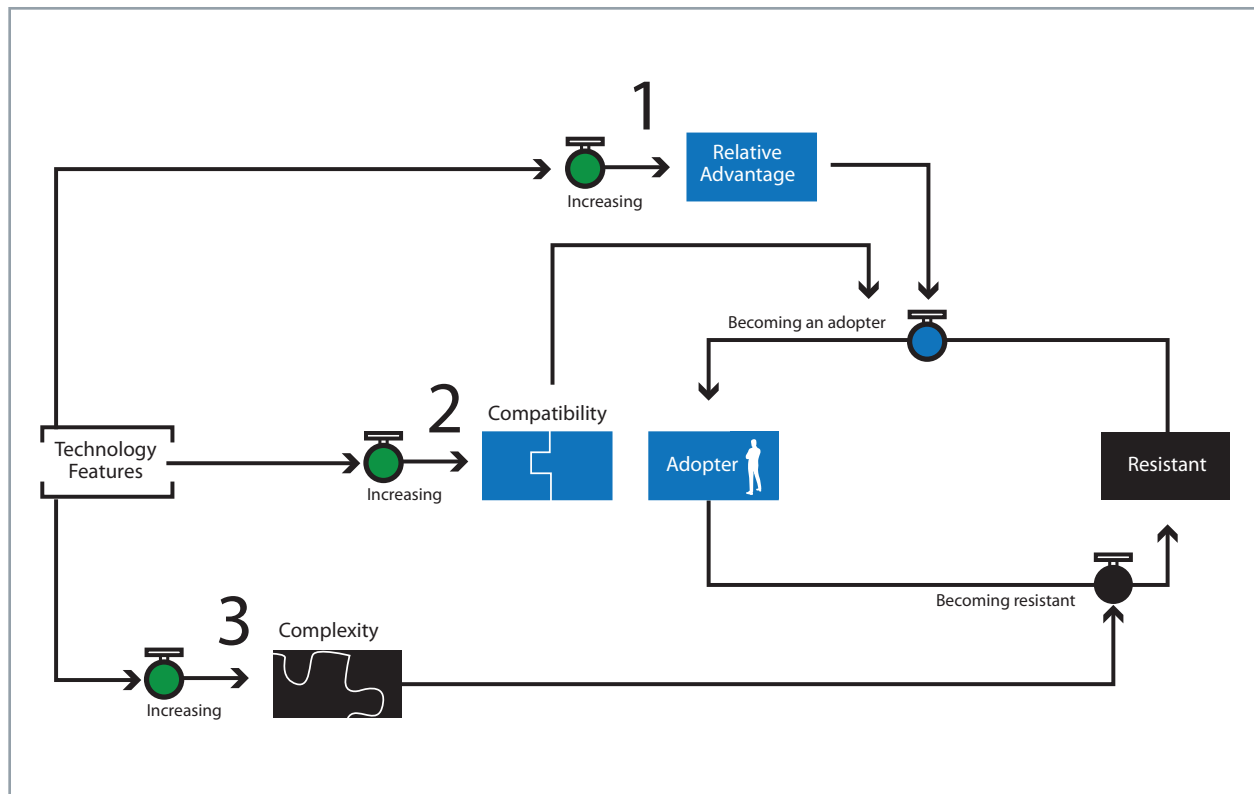 1
Relative
Advantage
Increasing
Becoming an adopter
2
Compatibility
Technology
Features
Increasing
Adopter
Resistant
Becoming resistant
3
Complexity
Increasing